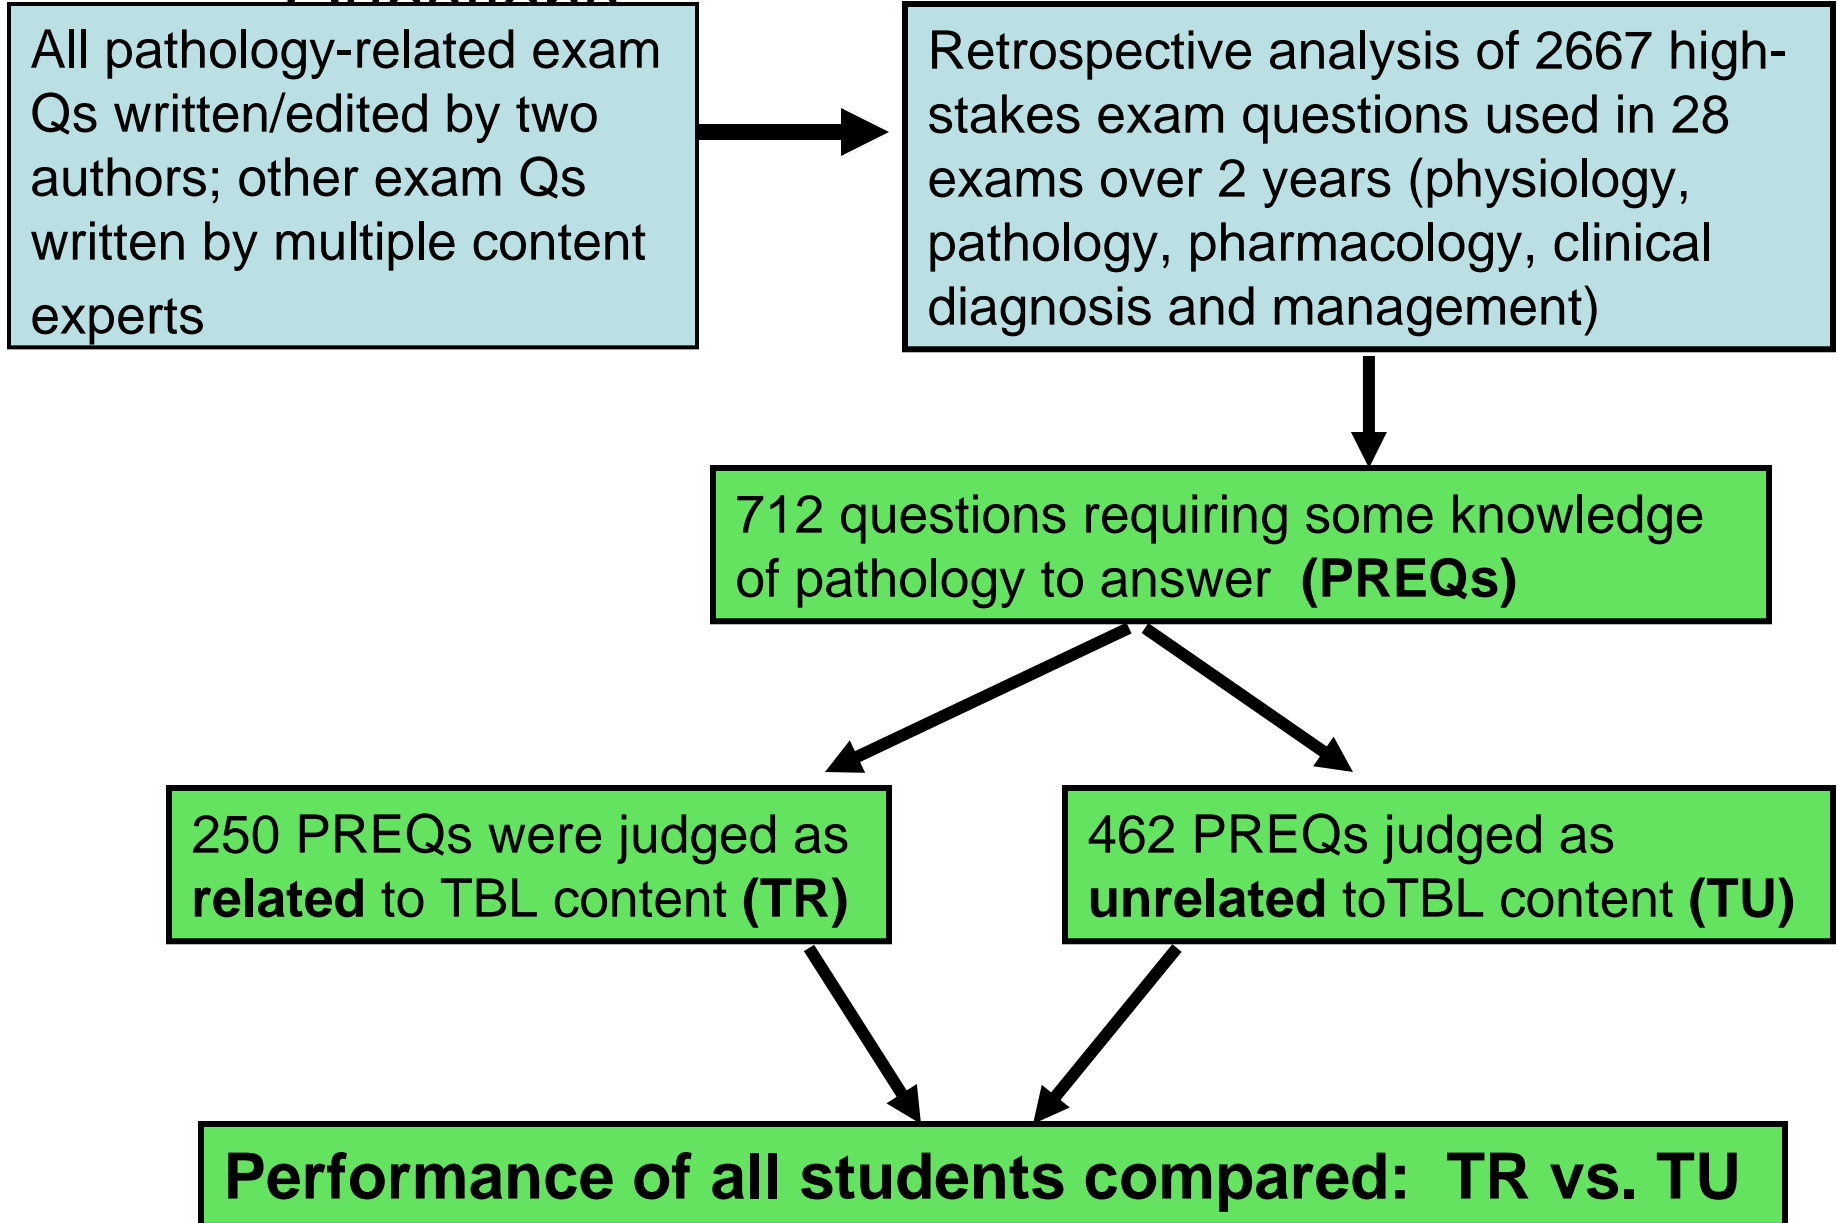 All pathology-related exam
Qs written/edited by two
authors; other exam Qs
written by multiple content
experts
Retrospective analysis of 2667 high-
stakes exam questions used in 28
exams over 2 years (physiology,
pathology, pharmacology, clinical
diagnosis and management)
712 questions requiring some knowledge
of pathology to answer (PREQs)
250 PREQs were judged as
related to TBL content (TR)
462 PREQs judged as
unrelated toTBL content (TU)
Performance of all students compared: TR vs. TU